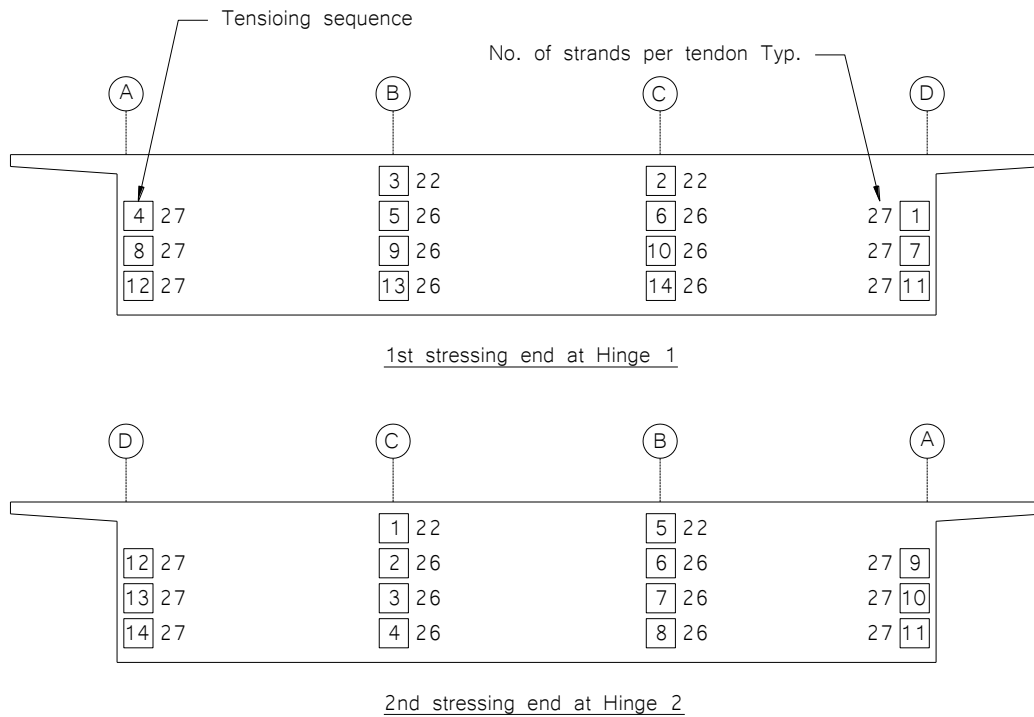 Tensioing sequence
No. of strands per tendon Typ.
A B C D
3 22 2 22
4 27 5 26 6 26 27 1
8 27 9 26 10 26 27 7
12 27 13 26 14 26 27 11
1st stressing end at Hinge 1
D C B A
1 22 5 22
12 27 2 26 6 26 27 9
13 27 3 26 7 26 27 10
14 27 4 26 8 26 27 11
2nd stressing end at Hinge 2